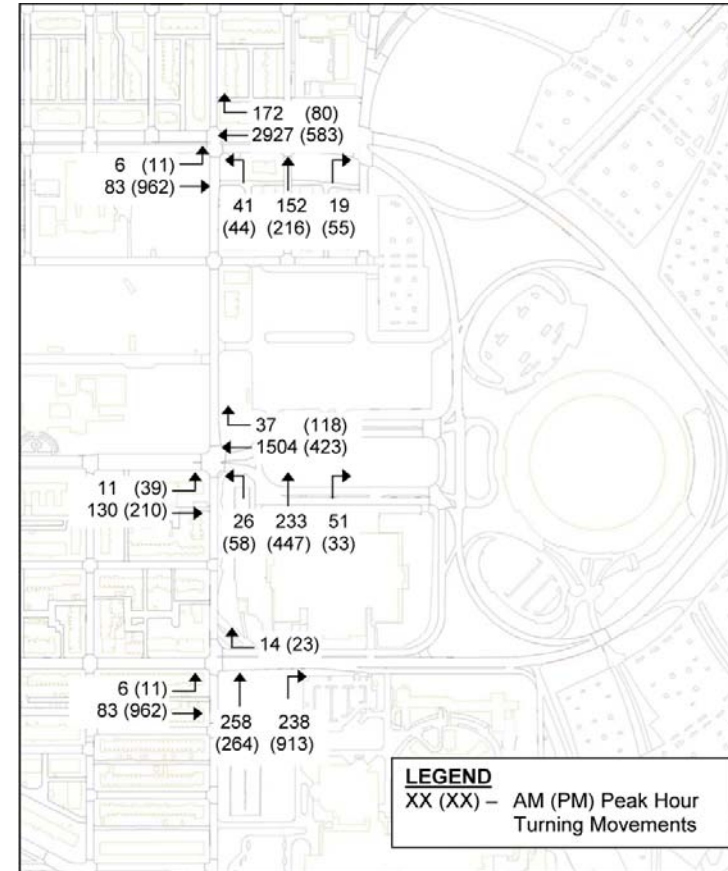 172 (80)
2927 (583)
6 (11)
83 (962)
41 152 19
(44) (216) (55)
37 (118)
1504 (423)
11 (39)
130 (210)
26 233 51
(58) (447) (33)
14 (23)
6 (11)
83 (962)
258 238
(264) (913)
LEGEND
XX (XX) – AM (PM) Peak Hour
Turning Movements